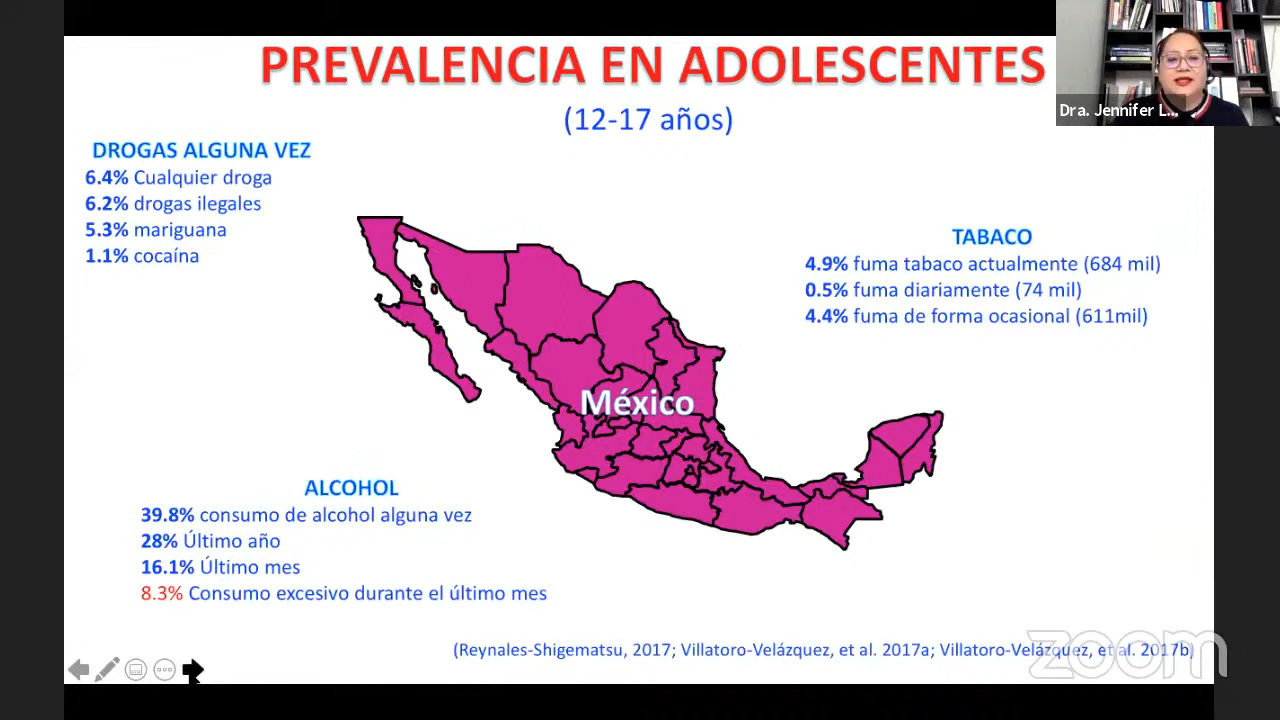 PREVALENCIA EN ADOLESCENTES
(12-17 años)
Dra. Jennifer L...
DROGAS ALGUNA VEZ
6.4% Cualquier droga
6.2% drogas ilegales
5.3% mariguana
1.1% cocaína
TABACO
4.9% fuma tabaco actualmente (684 mil)
0.5% fuma diariamente (74 mil)
4.4% fuma de forma ocasional (611mil)
México
ALCOHOL
39.8% consumo de alcohol alguna vez
28% Último año
16.1% Último mes
8.3% Consumo excesivo durante el último mes
(Reynales-Shigematsu, 2017; Villatoro-Velázquez, et al. 2017a; Villatoro-Velázquez, et al. 2017b)
zoom